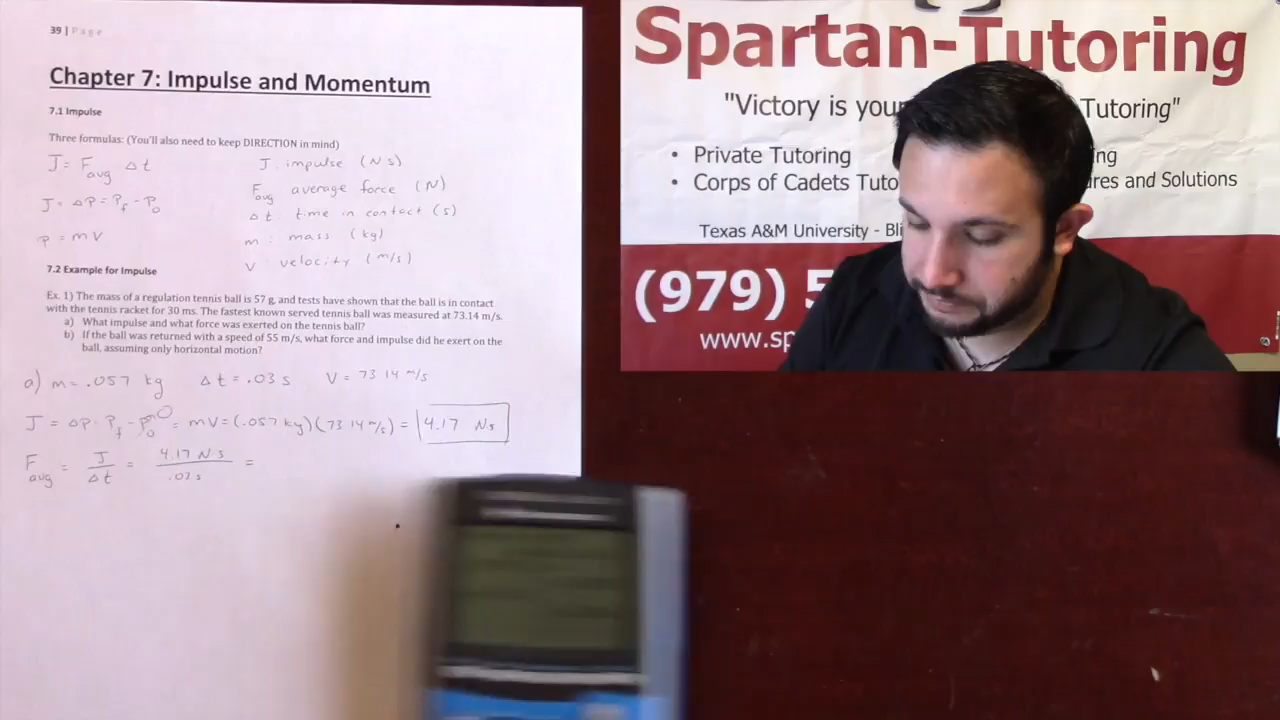 39 | Page
Chapter 7: Impulse and Momentum
7.1 Impulse
Three formulas: (You'll also need to keep DIRECTION in mind)
J = Favg Δt
J = ΔP = Pf - Po
p = mv
J : impulse (N s)
Favg average force (N)
Δt time in contact (s)
m : mass (kg)
v velocity (m/s)
7.2 Example for Impulse
Ex. 1) The mass of a regulation tennis ball is 57 g, and tests have shown that the ball is in contact
with the tennis racket for 30 ms. The fastest known served tennis ball was measured at 73.14 m/s.
a) What impulse and what force was exerted on the tennis ball?
b) If the ball was returned with a speed of 55 m/s, what force and impulse did he exert on the
ball, assuming only horizontal motion?
a) m = .057 kg Δt = .03 s V = 73 14 m/s
J = ΔP = Pf - Po = mV = (.057 kg)(73 14 m/s) = 4.17 Ns
Favg = J/Δt = 4.17 N s/.03 s =
Spartan-Tutoring
"Victory is your Tutoring"
• Private Tutoring
• Corps of Cadets Tuto
ures and Solutions
Texas A&M University - Bli
(979) 5
www.sp